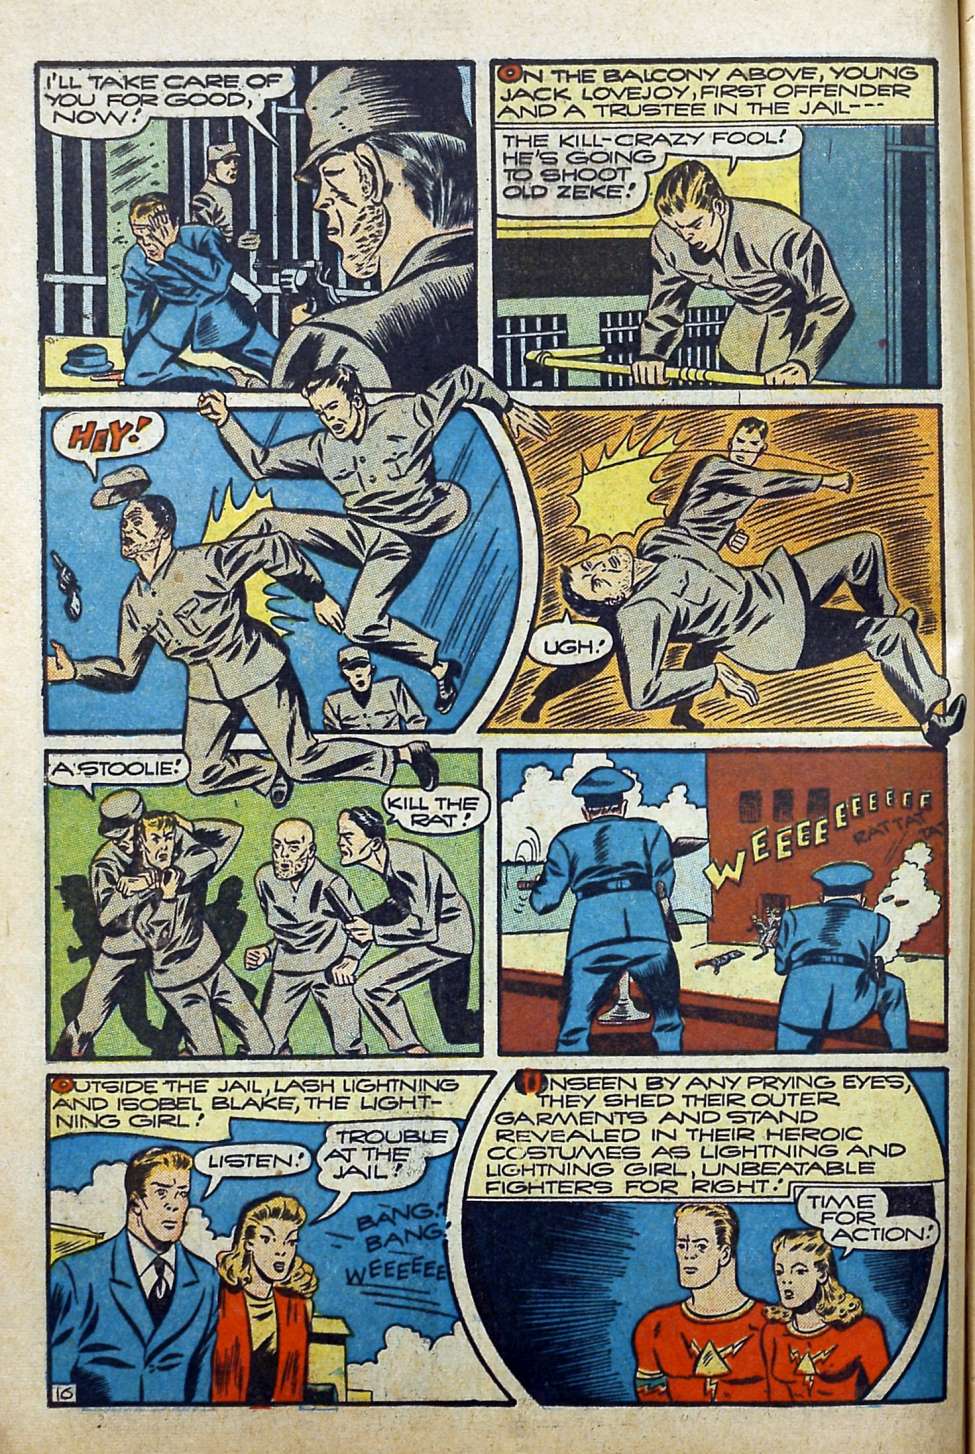 I'LL TAKE CARE OF
YOU FOR GOOD,
NOW!
ON THE BALCONY ABOVE, YOUNG
JACK LOVEJOY, FIRST OFFENDER
AND A TRUSTEE IN THE JAIL---
THE KILL-CRAZY FOOL!
HE'S GOING
TO SHOOT
OLD ZEKE!
HEY!
UGH!
A STOOLIE!
KILL THE
RAT!
WEEEEEEEEEE
RAT TAT
TAT
OUTSIDE THE JAIL, LASH LIGHTNING
AND ISOBEL BLAKE, THE LIGHT-
NING GIRL!
LISTEN!
TROUBLE
AT THE
JAIL!
BANG!
BANG!
WEEEEEE
UNSEEN BY ANY PRYING EYES,
THEY SHED THEIR OUTER
GARMENTS AND STAND
REVEALED IN THEIR HEROIC
COSTUMES AS LIGHTNING AND
LIGHTNING GIRL, UNBEATABLE
FIGHTERS FOR RIGHT!
TIME
FOR
ACTION!
16